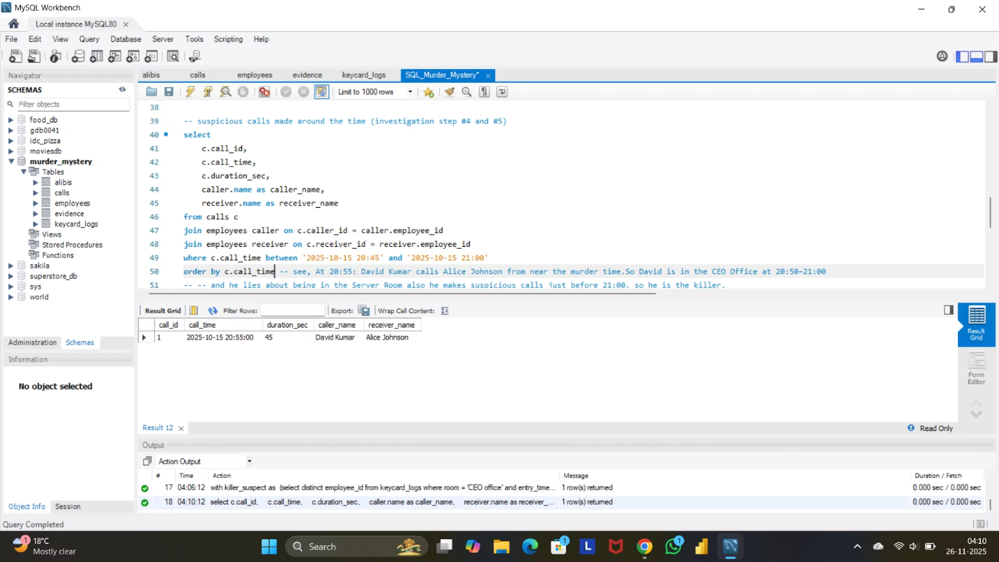 MySQL Workbench
Local instance MySQL80
File Edit View Query Database Server Tools Scripting Help
Navigator
SCHEMAS
Filter objects
food_db
gdb0041
idc_pizza
moviesdb
murder_mystery
Tables
alibis
calls
employees
evidence
keycard_logs
Views
Stored Procedures
Functions
sakila
superstore_db
sys
world
Administration Schemas
Information
No object selected
Object Info Session
alibis calls employees evidence keycard_logs SQL_Murder_Mystery*
Limit to 1000 rows
38
39 -- suspicious calls made around the time (investigation step #4 and #5)
40 select
41 c.call_id,
42 c.call_time,
43 c.duration_sec,
44 caller.name as caller_name,
45 receiver.name as receiver_name
46 from calls c
47 join employees caller on c.caller_id = caller.employee_id
48 join employees receiver on c.receiver_id = receiver.employee_id
49 where c.call_time between '2025-10-15 20:45' and '2025-10-15 21:00'
50 order by c.call_time -- see, At 20:55: David Kumar calls Alice Johnson from near the murder time.So David is in the CEO Office at 20:50-21:00
51 -- -- and he lies about being in the Server Room also he makes suspicious calls just before 21:00. so he is the killer.
Result Grid Filter Rows: Export: Wrap Cell Content:
call_id call_time duration_sec caller_name receiver_name
1 2025-10-15 20:55:00 45 David Kumar Alice Johnson
Result Grid
Form Editor
Result 12
Read Only
Output
Action Output
# Time Action Message Duration / Fetch
17 04:06:12 with killer_suspect as (select distinct employee_id from keycard_logs where room = 'CEO office' and entry_time... 1 row(s) returned 0.000 sec / 0.000 sec
18 04:10:12 select c.call_id, c.call_time, c.duration_sec, caller.name as caller_name, receiver.name as receiver_... 1 row(s) returned 0.000 sec / 0.000 sec
Query Completed
1
18°C
Mostly clear
Search
1
L
1
04:10
26-11-2025